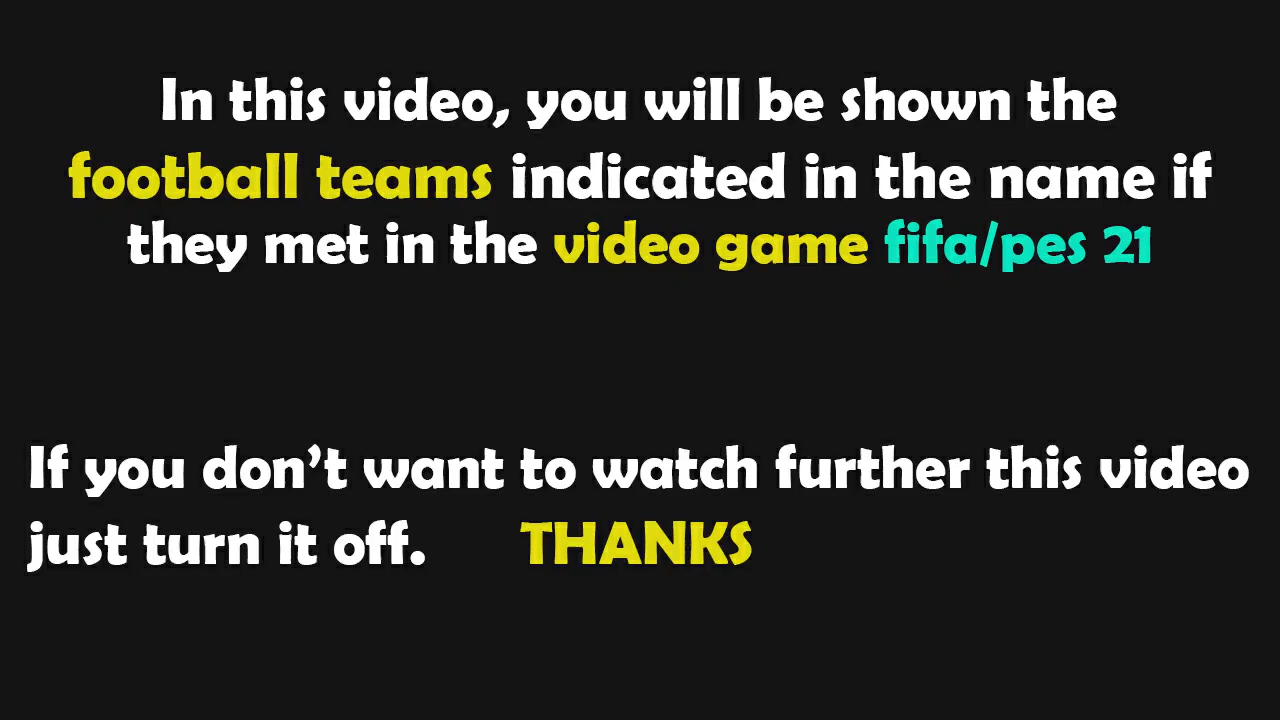 In this video, you will be shown the
football teams indicated in the name if
they met in the video game fifa/pes 21
If you don't want to watch further this video
just turn it off. THANKS